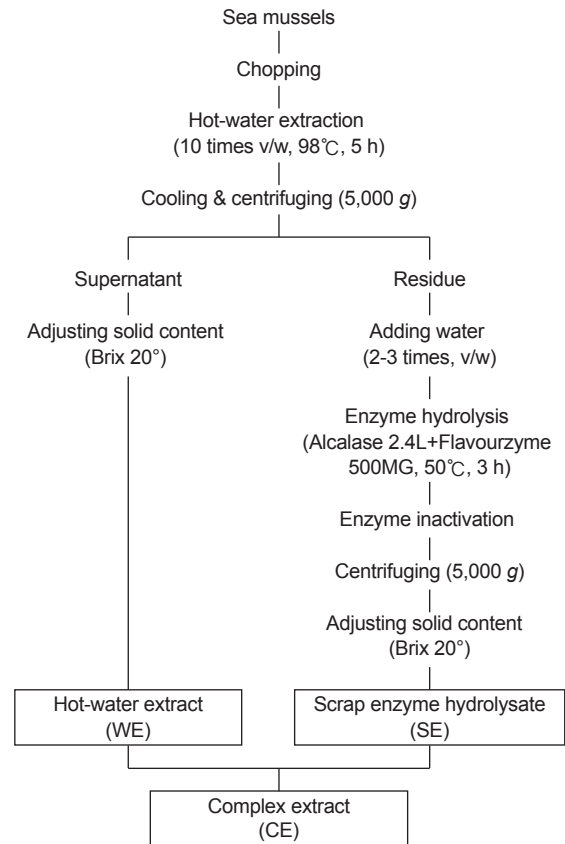 Sea mussels
Chopping
Hot-water extraction
(10 times v/w, 98℃, 5 h)
Cooling & centrifuging (5,000 g)
Supernatant
Adjusting solid content
(Brix 20°)
Residue
Adding water
(2-3 times, v/w)
Enzyme hydrolysis
(Alcalase 2.4L+Flavourzyme
500MG, 50℃, 3 h)
Enzyme inactivation
Centrifuging (5,000 g)
Adjusting solid content
(Brix 20°)
Hot-water extract
(WE)
Scrap enzyme hydrolysate
(SE)
Complex extract
(CE)